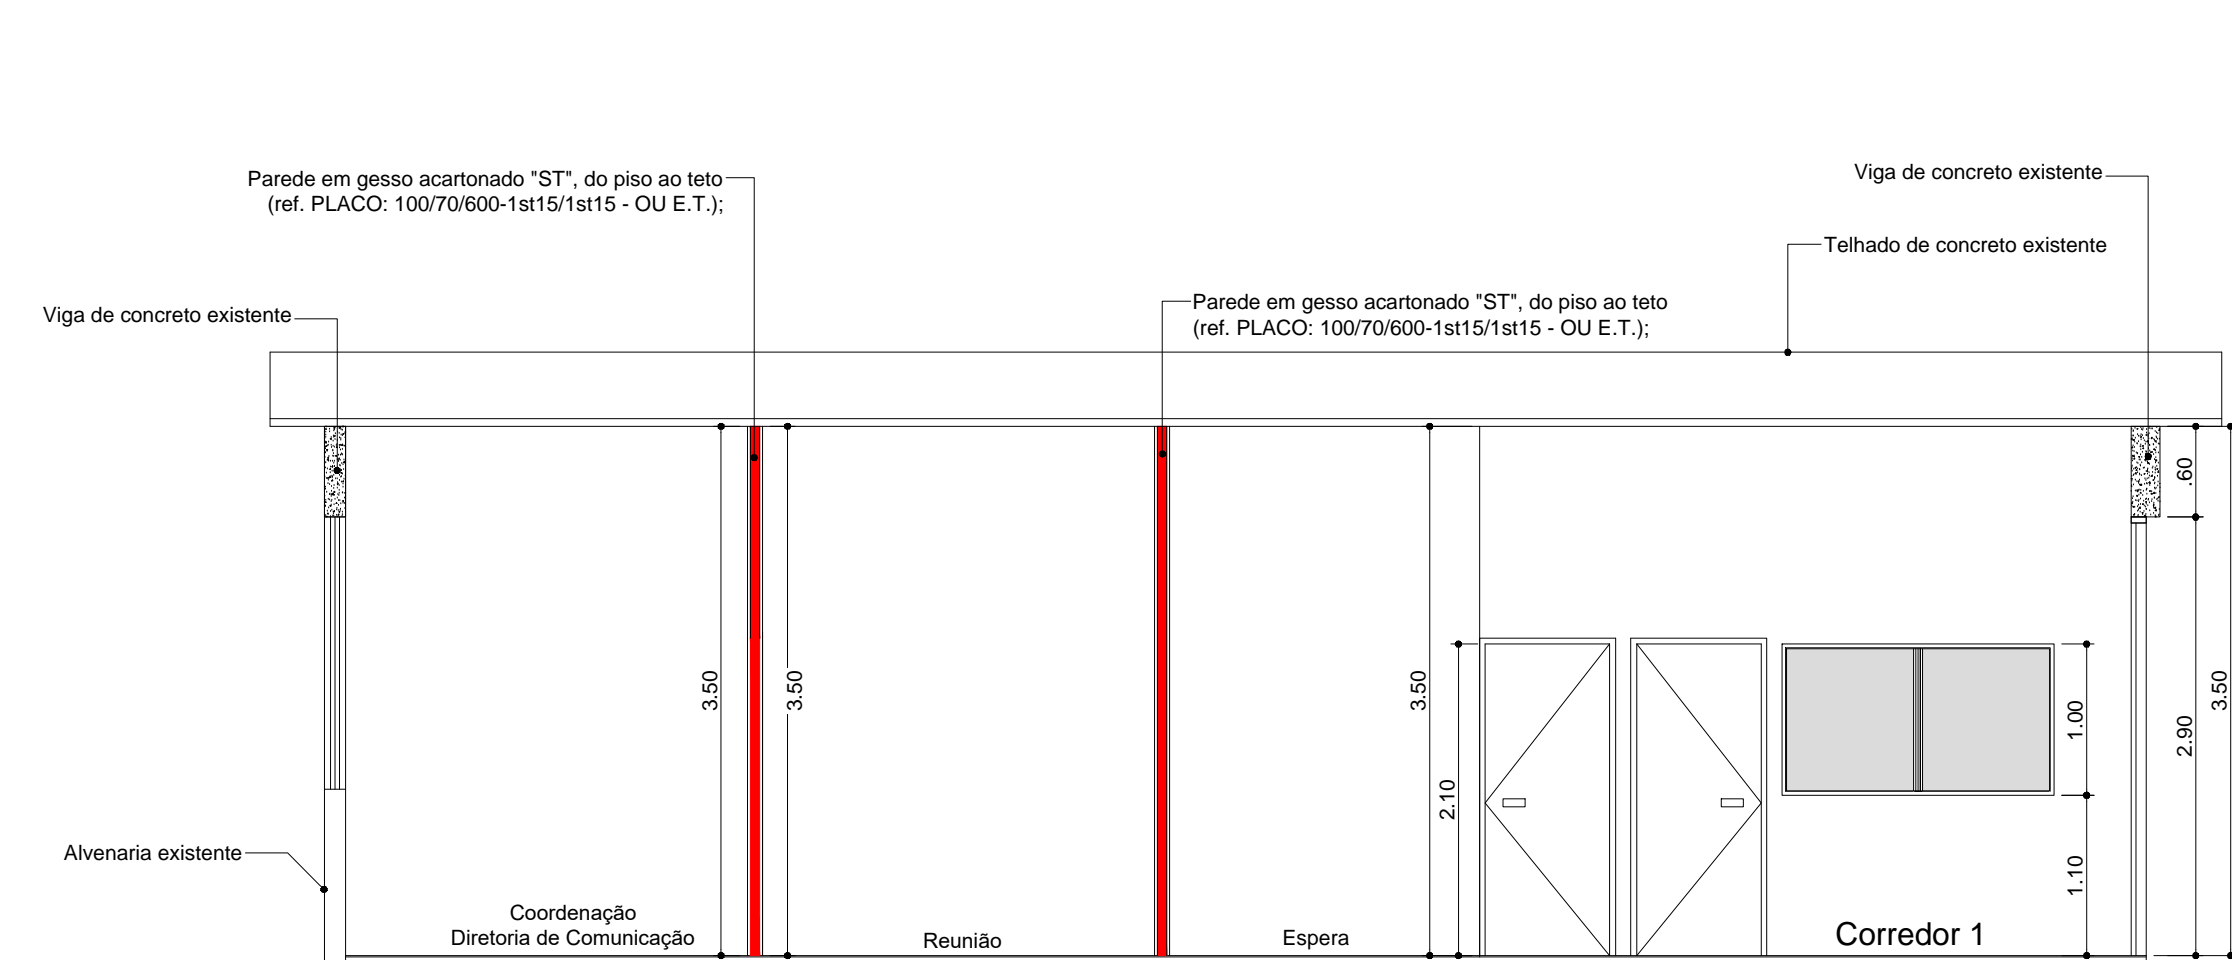 Parede em gesso acartonado "ST", do piso ao teto
(ref. PLACO: 100/70/600-1st15/1st15 - OU E.T.);
Viga de concreto existente
Telhado de concreto existente
Viga de concreto existente
Parede em gesso acartonado "ST", do piso ao teto
(ref. PLACO: 100/70/600-1st15/1st15 - OU E.T.);
.60
3.50
3.50
3.50
2.10
1.00
2.90
3.50
1.10
Alvenaria existente
Coordenação
Diretoria de Comunicação
Reunião
Espera
Corredor 1